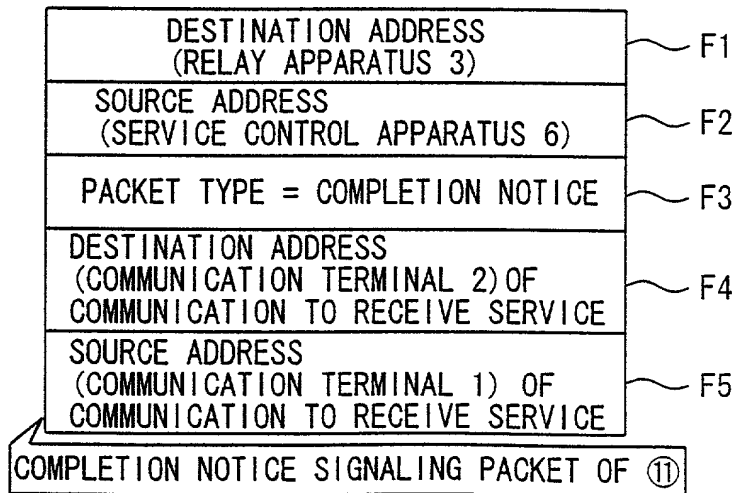 DESTINATION ADDRESS
(RELAY APPARATUS 3)
F1
SOURCE ADDRESS
(SERVICE CONTROL APPARATUS 6)
F2
PACKET TYPE = COMPLETION NOTICE
F3
DESTINATION ADDRESS
(COMMUNICATION TERMINAL 2) OF
COMMUNICATION TO RECEIVE SERVICE
F4
SOURCE ADDRESS
(COMMUNICATION TERMINAL 1) OF
COMMUNICATION TO RECEIVE SERVICE
F5
COMPLETION NOTICE SIGNALING PACKET OF ⑪